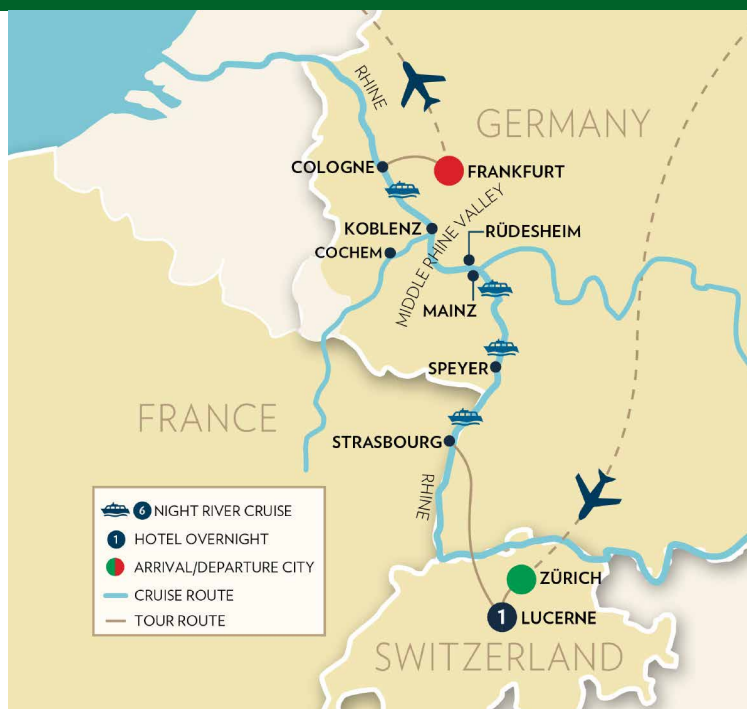 RHINE
GERMANY
COLOGNE
FRANKFURT
KOBLENZ
MIDDLE RHINE VALLEY
RÜDESHEIM
COCHEM
MAINZ
SPEYER
FRANCE
STRASBOURG
RHINE
6 NIGHT RIVER CRUISE
1 HOTEL OVERNIGHT
ARRIVAL/DEPARTURE CITY
CRUISE ROUTE
TOUR ROUTE
ZÜRICH
1 LUCERNE
SWITZERLAND